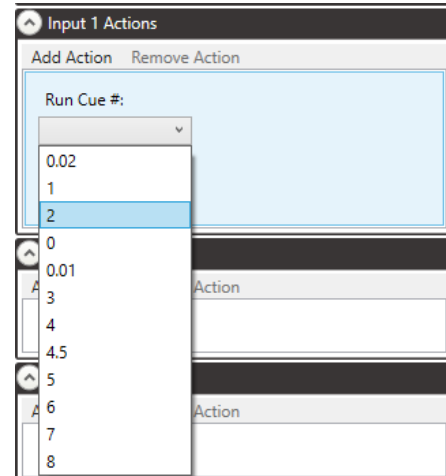 Input 1 Actions
Add Action Remove Action
Run Cue #:
0.02
1
2
0
0.01
A
Action
3
4
4.5
5
A
6
Action
7
8